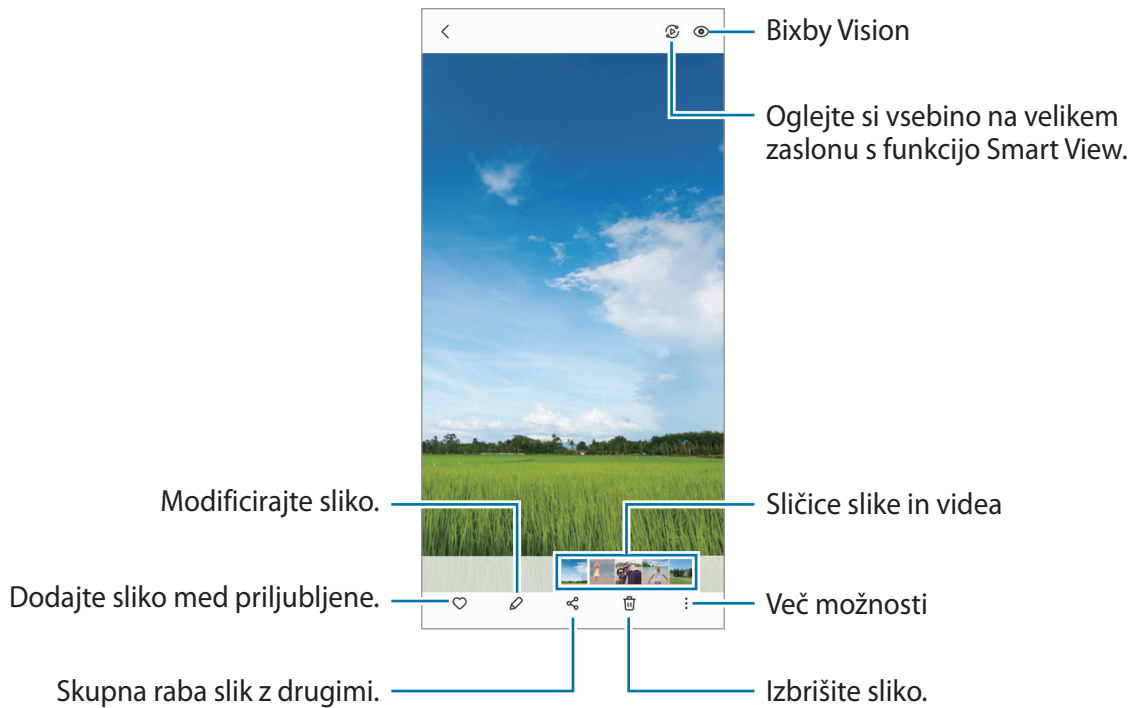 Bixby Vision
Oglejte si vsebino na velikem
zaslonu s funkcijo Smart View.
Modificirajte sliko.
Sličice slike in videa
Dodajte sliko med priljubljene.
Več možnosti
Skupna raba slik z drugimi.
Izbrišite sliko.